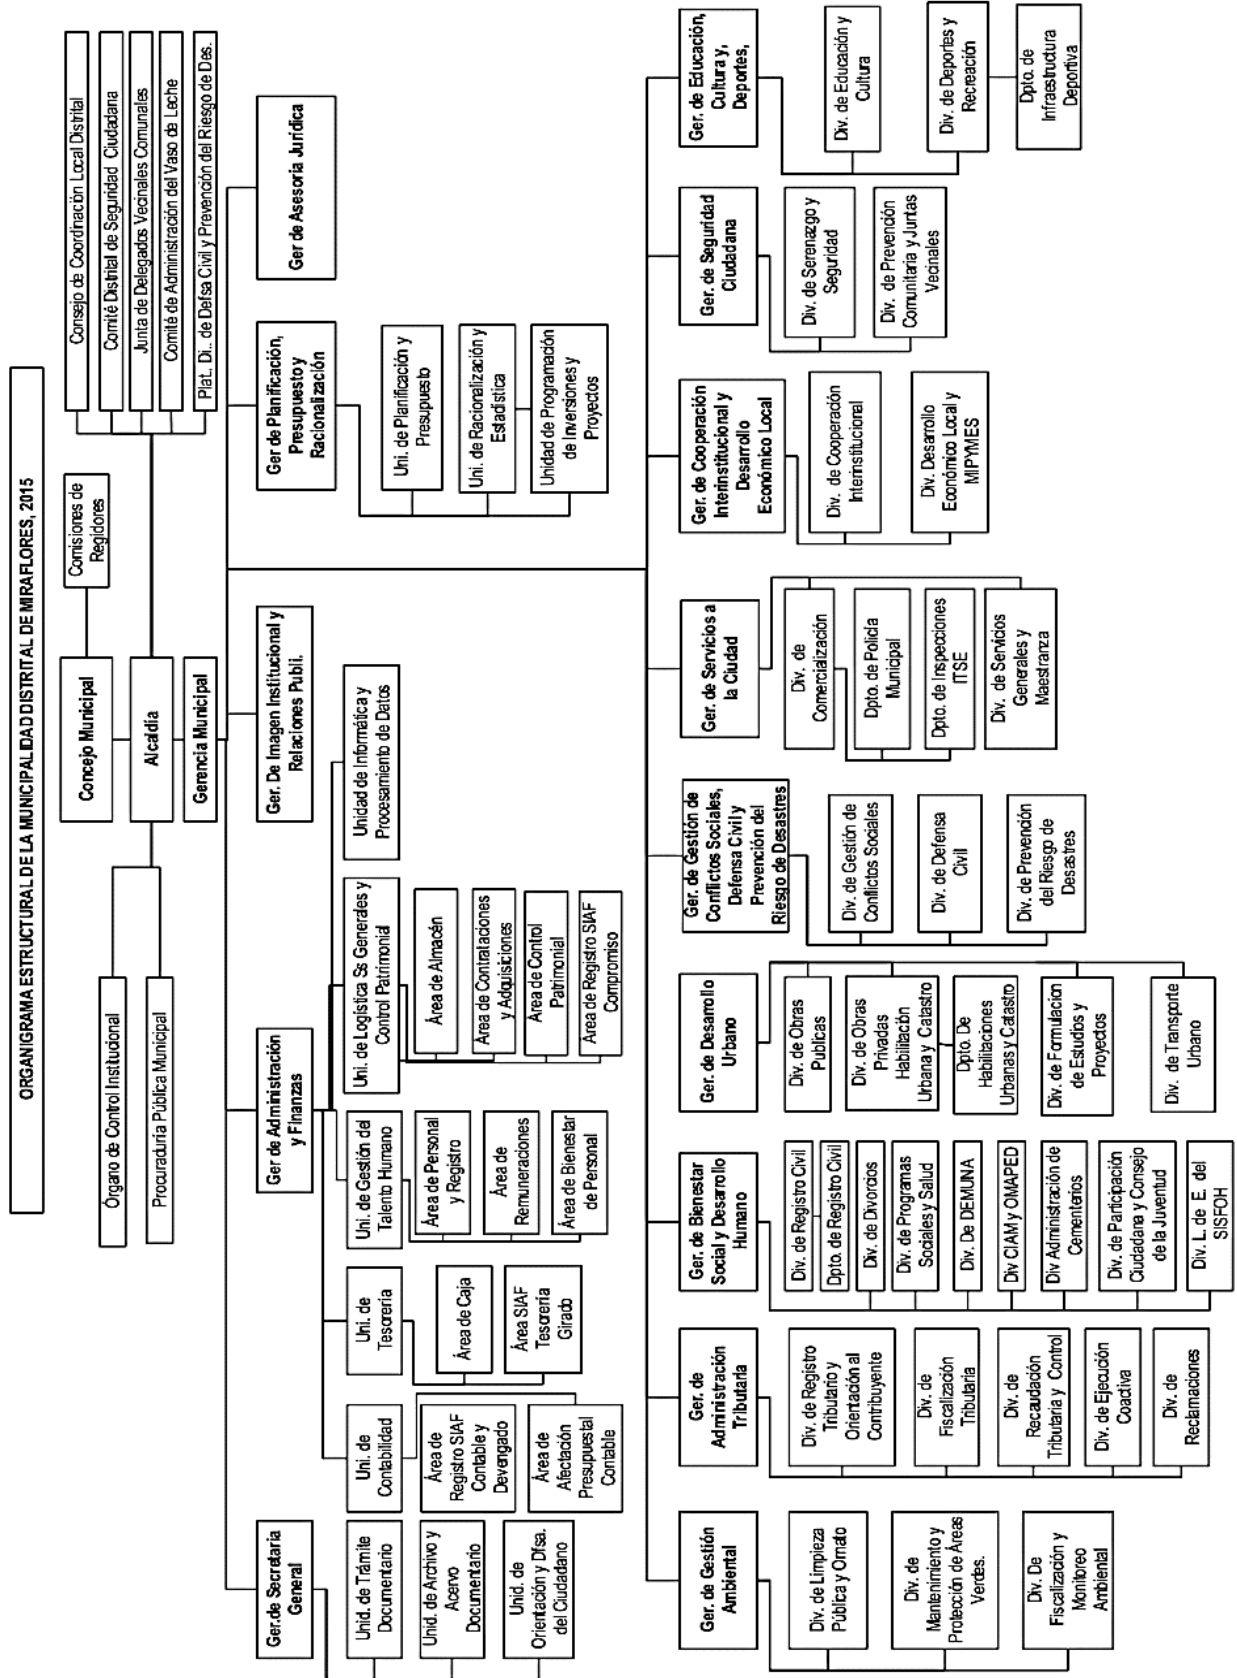 ORGANIGRAMA ESTRUCTURAL DE LA MUNICIPALIDAD DISTRITAL DE MIRAFLORES, 2015
Órgano de Control Institucional
Procuraduría Pública Municipal
Concejo Municipal
Alcaldía
Gerencia Municipal
Comisiones de
Regidores
Consejo de Coordinación Local Distrital
Comité Distrital de Seguridad Ciudadana
Junta de Delegados Vecinales Comunales
Comité de Administración del Vaso de Leche
Plat. Di.. de Defsa Civil y Prevención del Riesgo de Des.
Ger.de Secretaria
General
Unid. de Trámite
Documentario
Unid. de Archivo y
Acervo
Documentario
Unid. de
Orientación y Dfsa.
del Ciudadano
Ger de Administración
y Finanzas
Uni. de
Contabilidad
Área de
Registro SIAF
Contable y
Devengado
Área de
Afectación
Presupuestal
Contable
Uni. de
Tesoreria
Área de Caja
Área SIAF
Tesorería
Girado
Uni. de Gestión del
Talento Humano
Área de Personal
y Registro
Área de
Remuneraciones
Área de Bienestar
de Personal
Uni. de Logística Ss Generales y
Control Patrimonial
Área de Almacén
Área de Contrataciones
y Adquisiciones
Área de Control
Patrimonial
Área de Registro SIAF
Compromiso
Unidad de Informática y
Procesamiento de Datos
Ger. De Imagen Institucional y
Relaciones Publi.
Ger de Planificación,
Presupuesto y
Racionalización
Uni. de Planificación y
Presupuesto
Uni. de Racionalización y
Estadística
Unidad de Programación
de Inversiones y
Proyectos
Ger de Asesoría Jurídica
Ger. de Gestión
Ambiental
Div. de Limpieza
Pública y Ornato
Div. de
Mantenimiento y
Protección de Áreas
Verdes.
Div. De
Fiscalización y
Monitoreo
Ambiental
Ger. de
Administración
Tributaria
Div. de Registro
Tributario y
Orientación al
Contribuyente
Div. de
Fiscalización
Tributaria
Div. de
Recaudación
Tributaria y Control
Div. de Ejecución
Coactiva
Div. de
Reclamaciones
Ger. de Bienestar
Social y Desarrollo
Humano
Div. de Registro Civil
Dpto. de Registro Civil
Div. de Divorcios
Div. de Programas
Sociales y Salud
Div. De DEMUNA
Div CIAM y OMAPED
Div Administración de
Cementerios
Div. de Participación
Ciudadana y Consejo
de la Juventud
Div. L. de E. del
SISFOH
Ger. de Desarrollo
Urbano
Div. de Obras
Publicas
Div. de Obras
Privadas
Habilitación
Urbana y Catastro
Dpto. De
Habilitaciones
Urbanas y Catastro
Div. de Formulacion
de Estudios y
Proyectos
Div. de Transporte
Urbano
Ger. de Gestión de
Conflictos Sociales,
Defensa Civil y
Prevención del
Riesgo de Desastres
Div. de Gestión de
Conflictos Sociales
Div. de Defensa
Civil
Div. de Prevención
del Riesgo de
Desastres
Ger. de Servicios a
la Ciudad
Div. de
Comercialización
Dpto. de Policía
Municipal
Dpto. de Inspecciones
ITSE
Div. de Servicios
Generales y
Maestranza
Ger. de Cooperación
Interinstitucional y
Desarrollo
Económico Local
Div. de Cooperación
Interinstitucional
Div. Desarrollo
Económico Local y
MIPYMES
Ger. de Seguridad
Ciudadana
Div. de Serenazgo y
Seguridad
Div. de Prevención
Comunitaria y Juntas
Vecinales
Ger. de Educación,
Cultura y,
Deportes,
Div. de Educación y
Cultura
Div. de Deportes y
Recreación
Dpto. de
Infraestructura
Deportiva